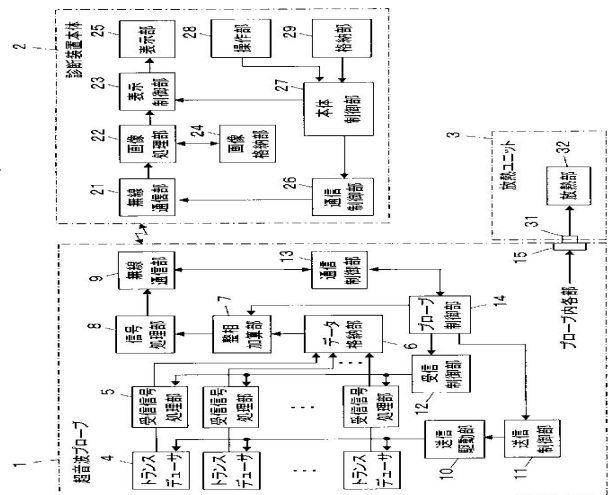 1
超音波プローブ
4
トランス
デューサ
トランス
デューサ
トランス
デューサ
5
受信信号
処理部
受信信号
処理部
受信信号
処理部
10
送信
駆動部
11
送信
制御部
12
受信
制御部
6
データ
格納部
7
整相
加算部
8
信号
処理部
9
無線
通信部
13
通信
制御部
14
プローブ
制御部
プローブ内各部
15
2
診断装置本体
21
無線
通信部
22
画像
処理部
23
表示
制御部
24
画像
格納部
25
表示部
26
通信
制御部
27
本体
制御部
28
操作部
29
格納部
3
放熱ユニット
31
32
放熱部